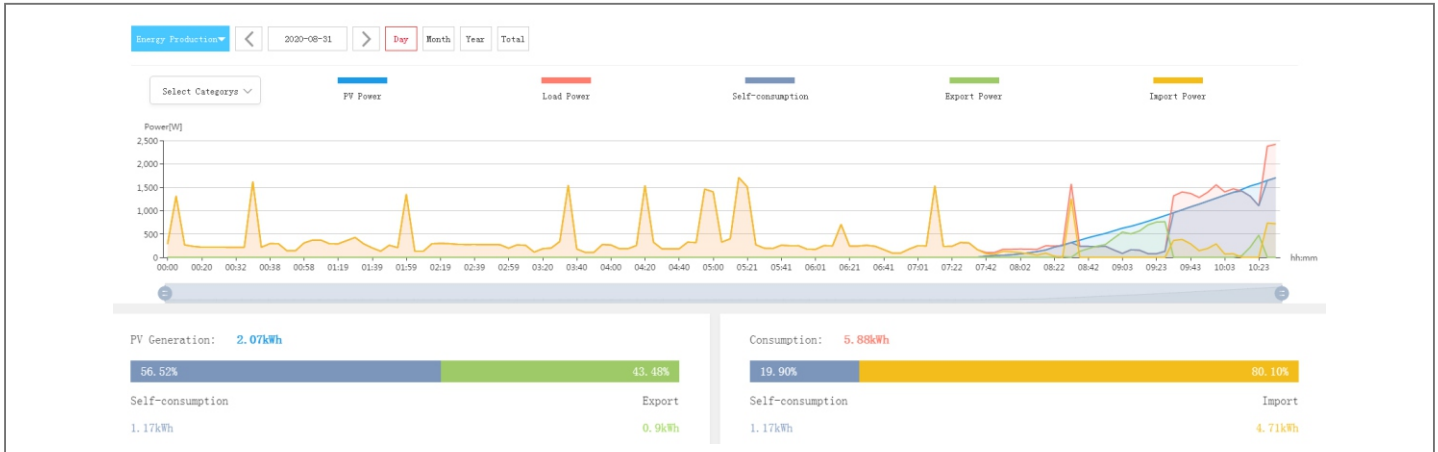 Energy Production 2020-08-31 Day Month Year Total
Select Categorys PV Power Load Power Self-consumption Export Power Import Power
Power[W]
2,500
2,000
1,500
1,000
500
0
00:00 00:20 00:32 00:38 00:58 01:19 01:39 01:59 02:19 02:39 02:59 03:20 03:40 04:00 04:20 04:40 05:00 05:21 05:41 06:01 06:21 06:41 07:01 07:22 07:42 08:02 08:22 08:42 09:03 09:23 09:43 10:03 10:23 hh:mm
PV Generation: 2.07kWh
56.52% 43.48%
Self-consumption Export
1.17kWh 0.9kWh
Consumption: 5.88kWh
19.90% 80.10%
Self-consumption Import
1.17kWh 4.71kWh